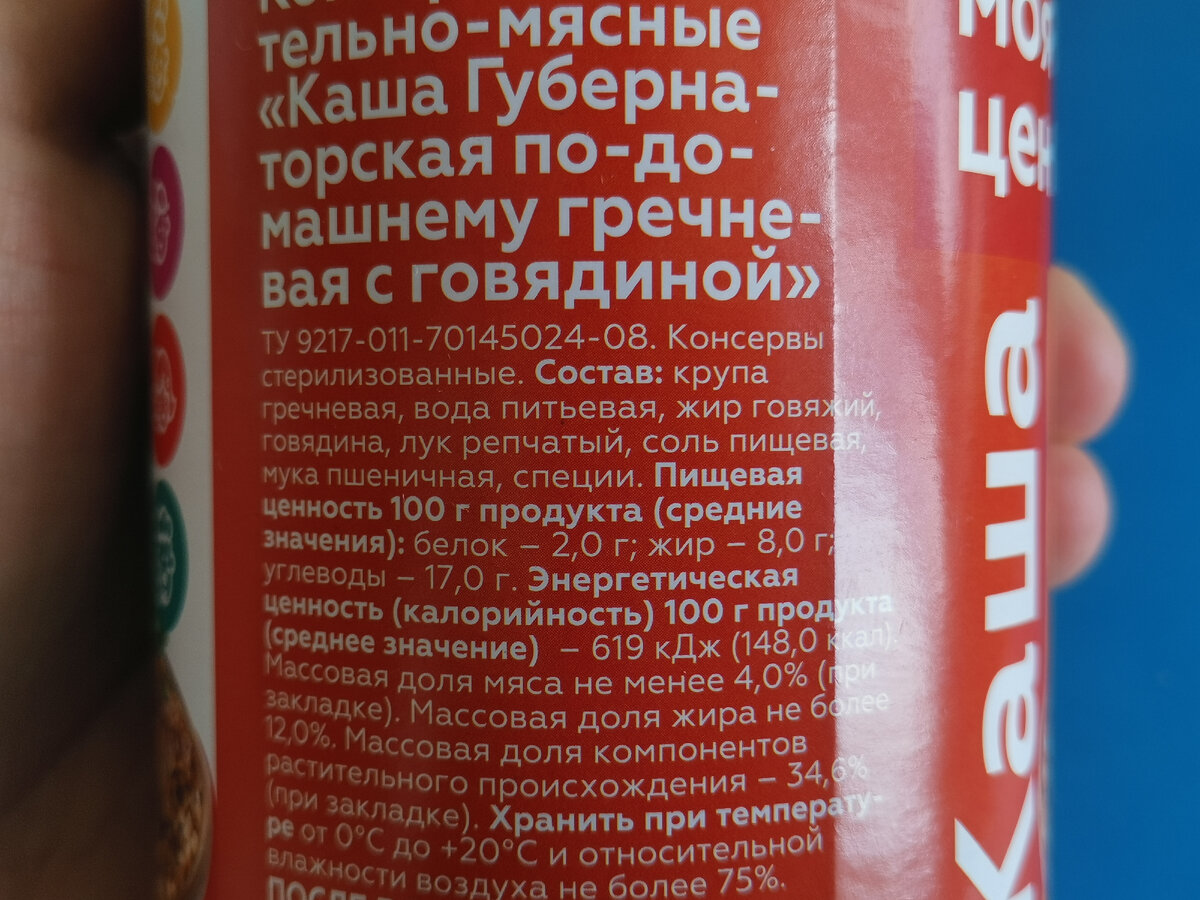 тельно-мясные
«Каша Губерна-
торская по-до-
машнему гречне-
вая с говядиной»
ТУ 9217-011-70145024-08. Консервы
стерилизованные. Состав: крупа
гречневая, вода питьевая, жир говяжий,
говядина, лук репчатый, соль пищевая,
мука пшеничная, специи. Пищевая
ценность 100 г продукта (средние
значения): белок – 2,0 г; жир – 8,0 г;
углеводы – 17,0 г. Энергетическая
ценность (калорийность) 100 г продукта
(среднее значение) – 619 кДж (148,0 ккал).
Массовая доля мяса не менее 4,0% (при
закладке). Массовая доля жира не более
12,0%. Массовая доля компонентов
растительного происхождения – 34,6%
(при закладке). Хранить при температу-
ре от 0°С до +20°С и относительной
влажности воздуха не более 75%.
Каша